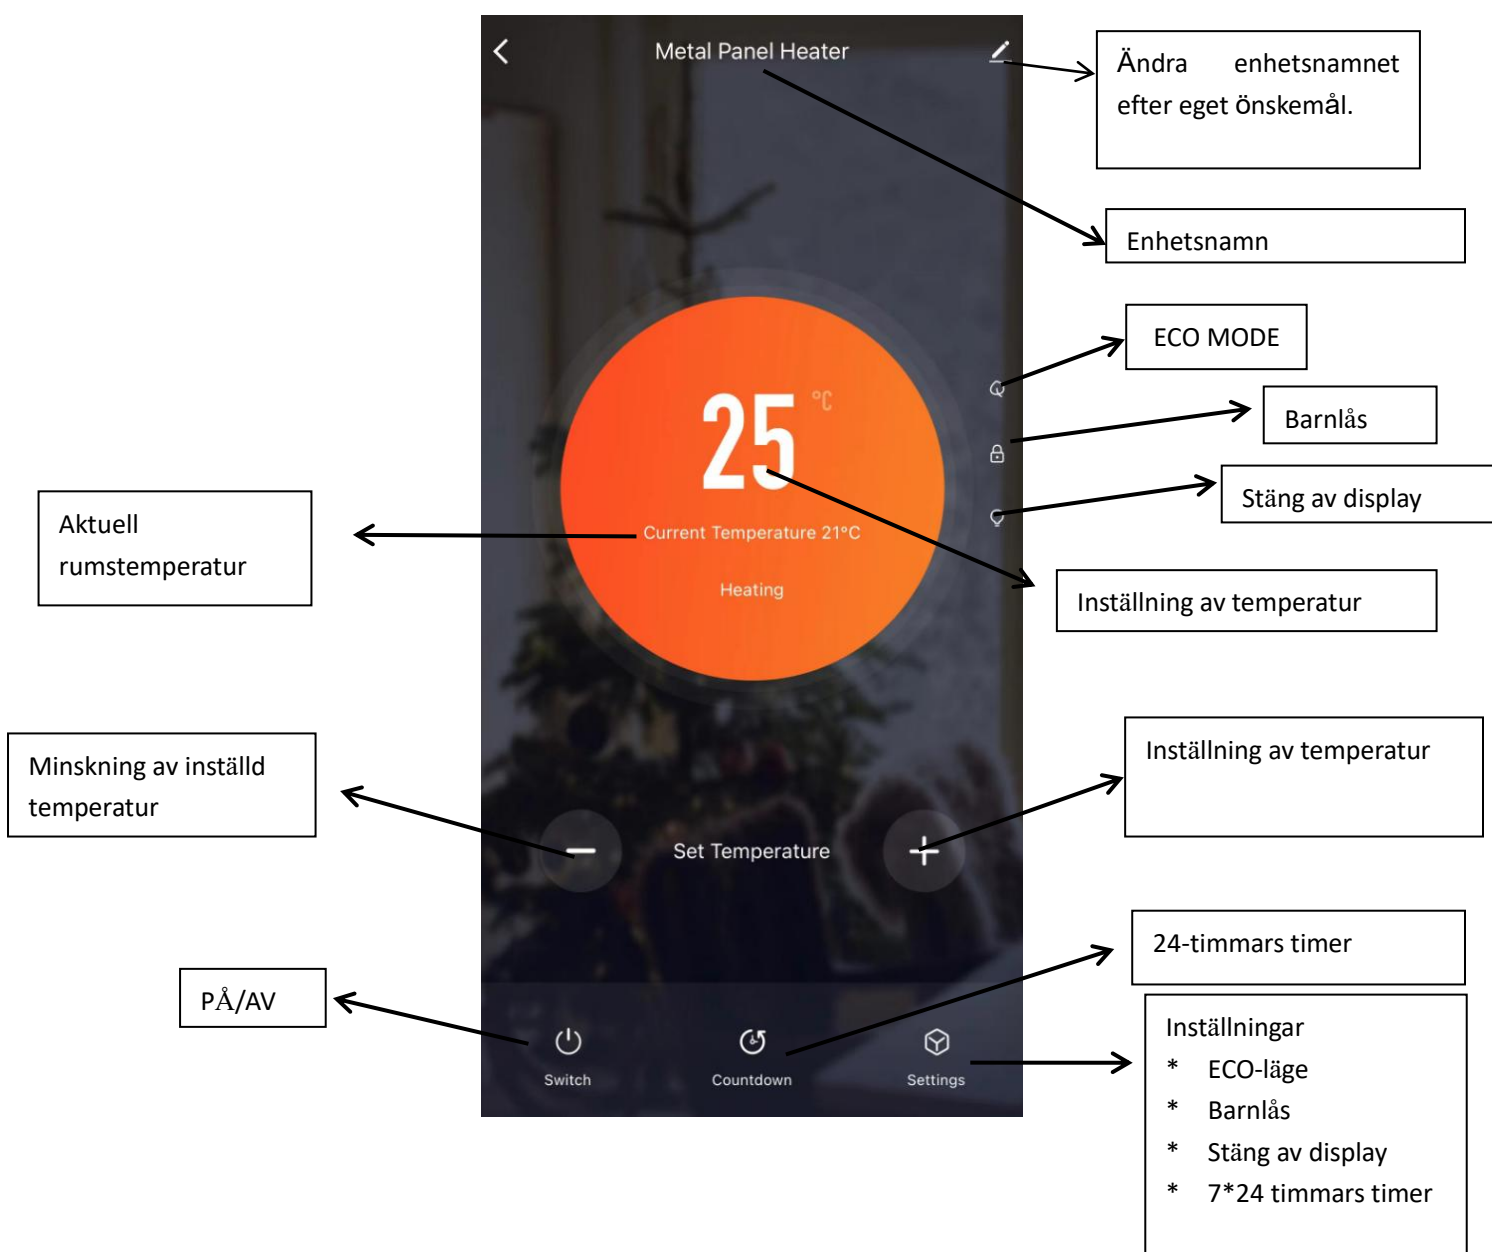 Metal Panel Heater
Ändra enhetsnamnet
efter eget önskemål.
Enhetsnamn
ECO MODE
25 °C
Barnlås
Stäng av display
Aktuell
rumstemperatur
Current Temperature 21°C
Heating
Inställning av temperatur
Minskning av inställd
temperatur
Inställning av temperatur
Set Temperature
24-timmars timer
PÅ/AV
Switch
Countdown
Settings
Inställningar
* ECO-läge
* Barnlås
* Stäng av display
* 7*24 timmars timer